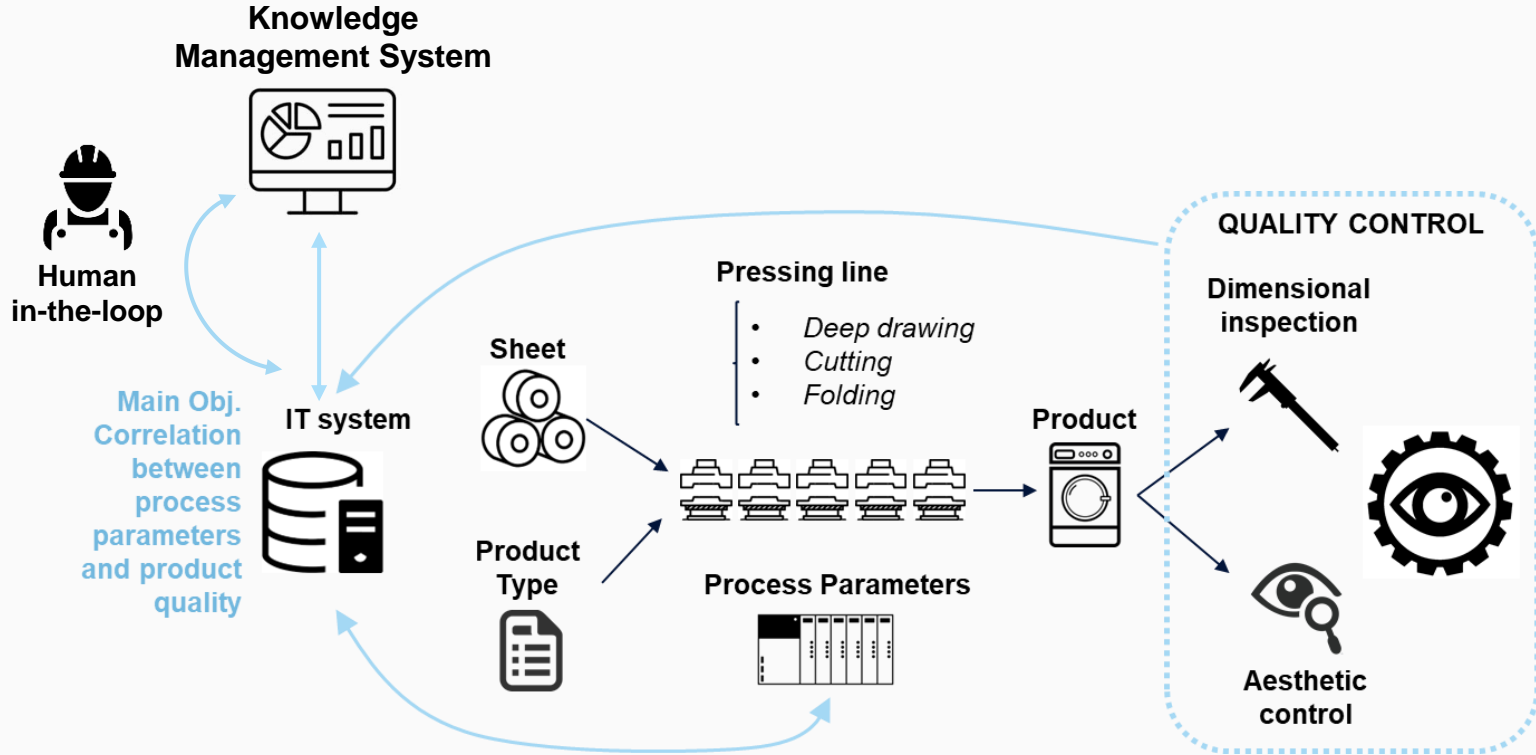 Knowledge
Management System
Human
in-the-loop
Main Obj.
Correlation
between
process
parameters
and product
quality
IT system
Sheet
Product
Type
Pressing line
• Deep drawing
• Cutting
• Folding
Process Parameters
Product
QUALITY CONTROL
Dimensional
inspection
Aesthetic
control